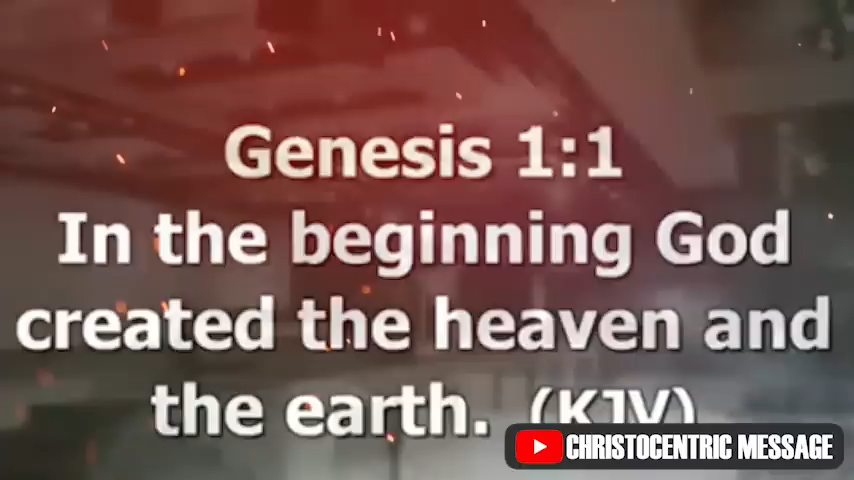 Genesis 1:1
In the beginning God
created the heaven and
the earth. (KJV)
CHRISTOCENTRIC MESSAGE